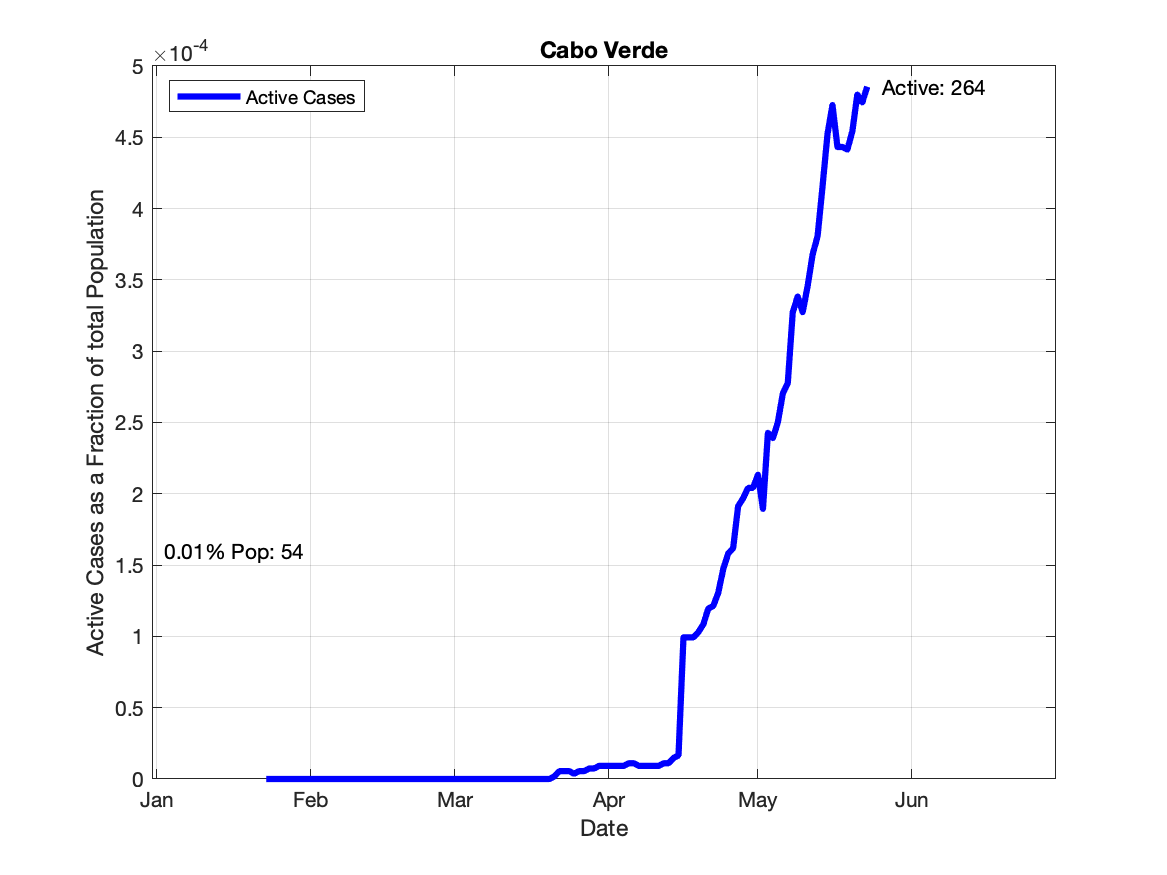 Cabo Verde
×10-4
Active Cases
Active: 264
0.01% Pop: 54
Active Cases as a Fraction of total Population
5
4.5
4
3.5
3
2.5
2
1.5
1
0.5
0
Jan Feb Mar Apr May Jun
Date